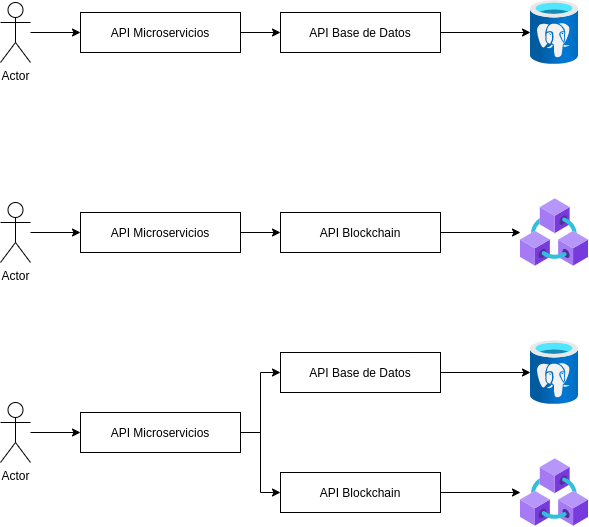 API Microservicios
API Base de Datos
Actor
API Microservicios
API Blockchain
Actor
API Base de Datos
API Microservicios
Actor
API Blockchain